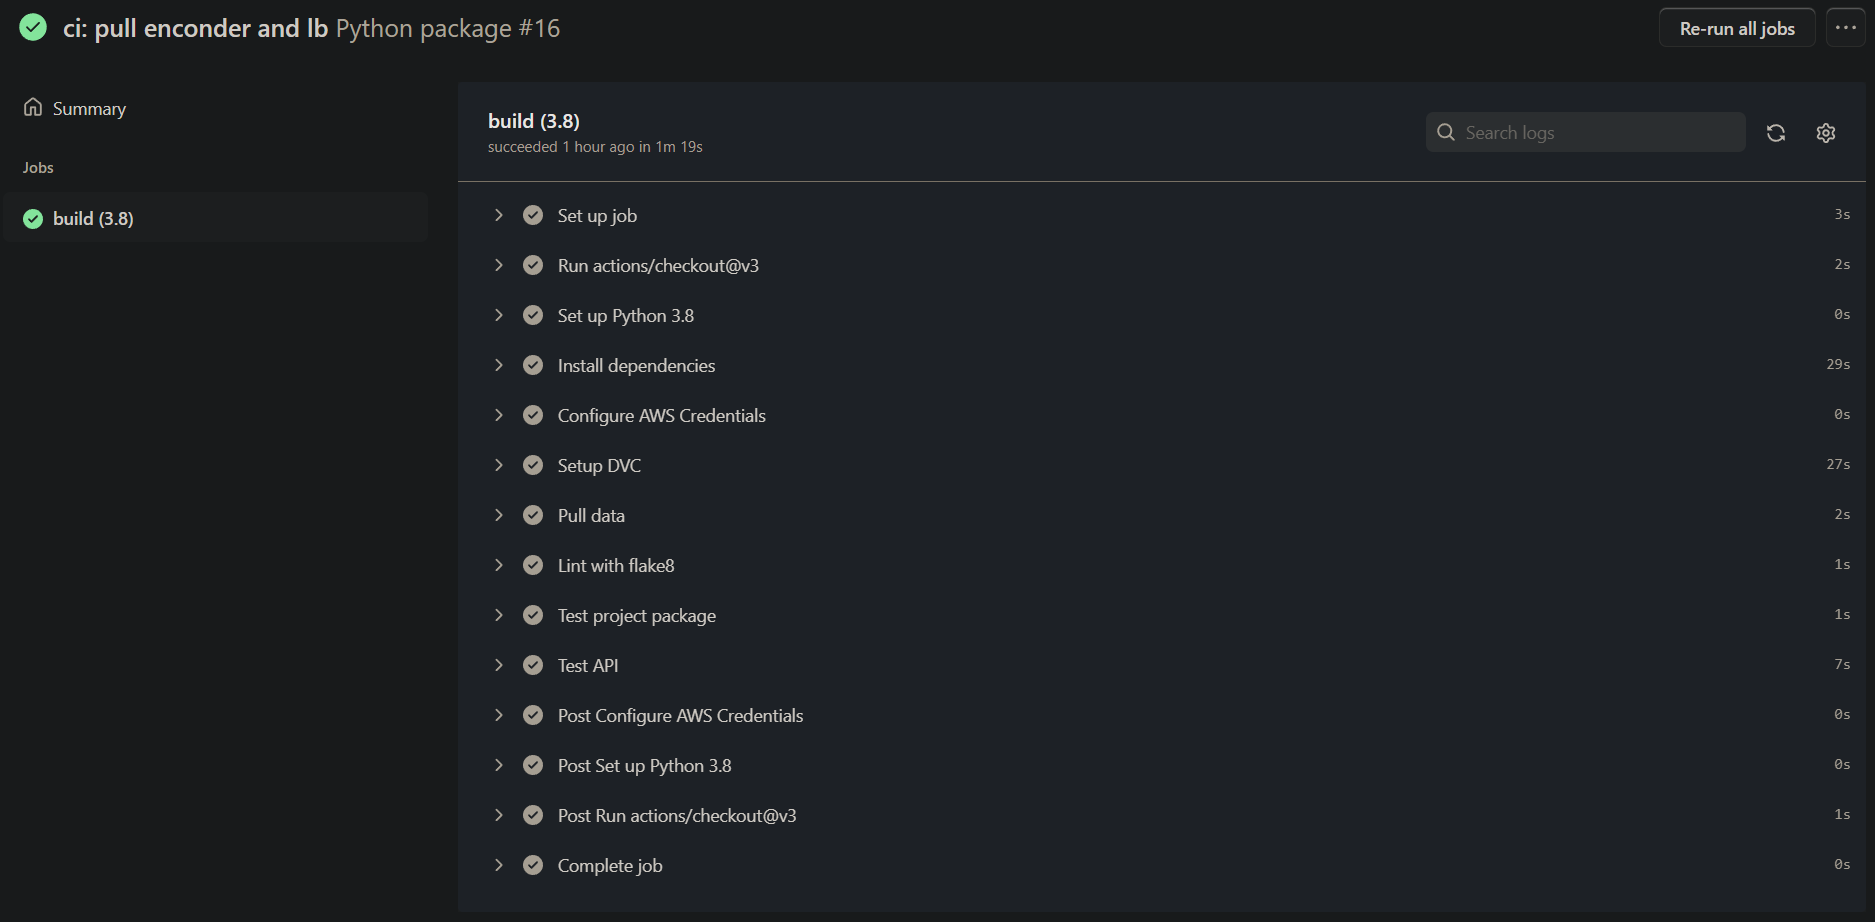 ci: pull enconder and lb Python package #16
Re-run all jobs
Summary
Jobs
build (3.8)
build (3.8)
succeeded 1 hour ago in 1m 19s
Search logs
Set up job 3s
Run actions/checkout@v3 2s
Set up Python 3.8 0s
Install dependencies 29s
Configure AWS Credentials 0s
Setup DVC 27s
Pull data 2s
Lint with flake8 1s
Test project package 1s
Test API 7s
Post Configure AWS Credentials 0s
Post Set up Python 3.8 0s
Post Run actions/checkout@v3 1s
Complete job 0s